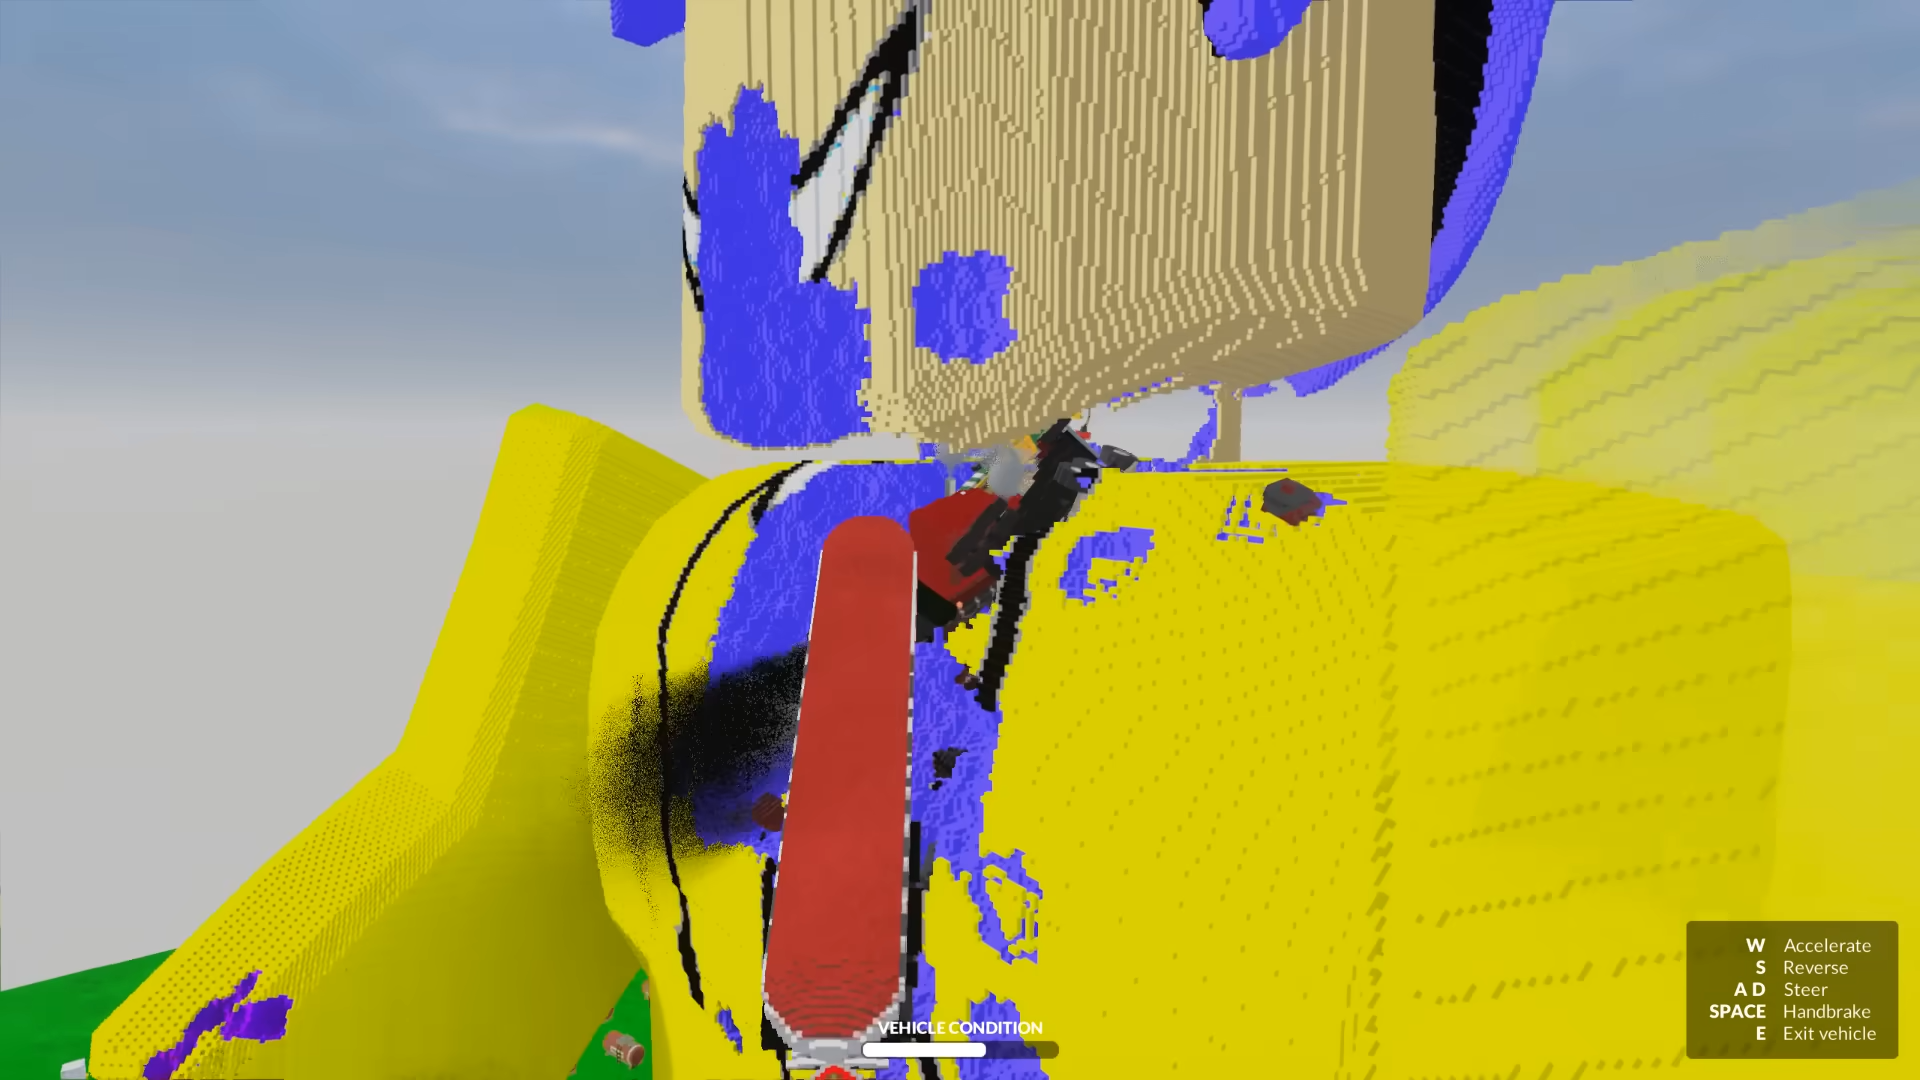 VEHICLE CONDITION
W Accelerate
S Reverse
A D Steer
SPACE Handbrake
E Exit vehicle